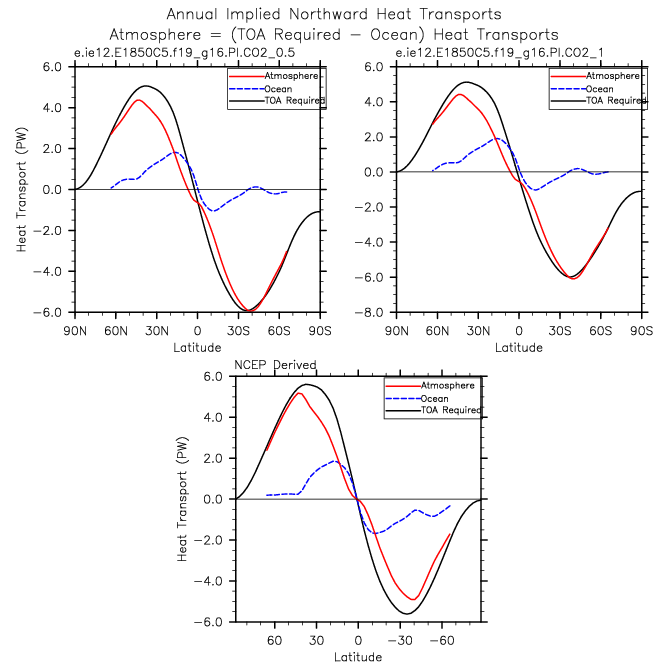 Annual Implied Northward Heat Transports
Atmosphere = (TOA Required − Ocean) Heat Transports
e.ie12.E1850C5.f19_g16.PI.CO2_0.5
6.0
4.0
2.0
0.0
−2.0
−4.0
−6.0
Heat Transport (PW)
90N 60N 30N 0 30S 60S 90S
Latitude
Atmosphere
Ocean
TOA Required
e.ie12.E1850C5.f19_g16.PI.CO2_1
6.0
4.0
2.0
0.0
−2.0
−4.0
−6.0
−8.0
90N 60N 30N 0 30S 60S 90S
Latitude
Atmosphere
Ocean
TOA Required
NCEP Derived
6.0
4.0
2.0
0.0
−2.0
−4.0
−6.0
Heat Transport (PW)
60 30 0 −30 −60
Latitude
Atmosphere
Ocean
TOA Required